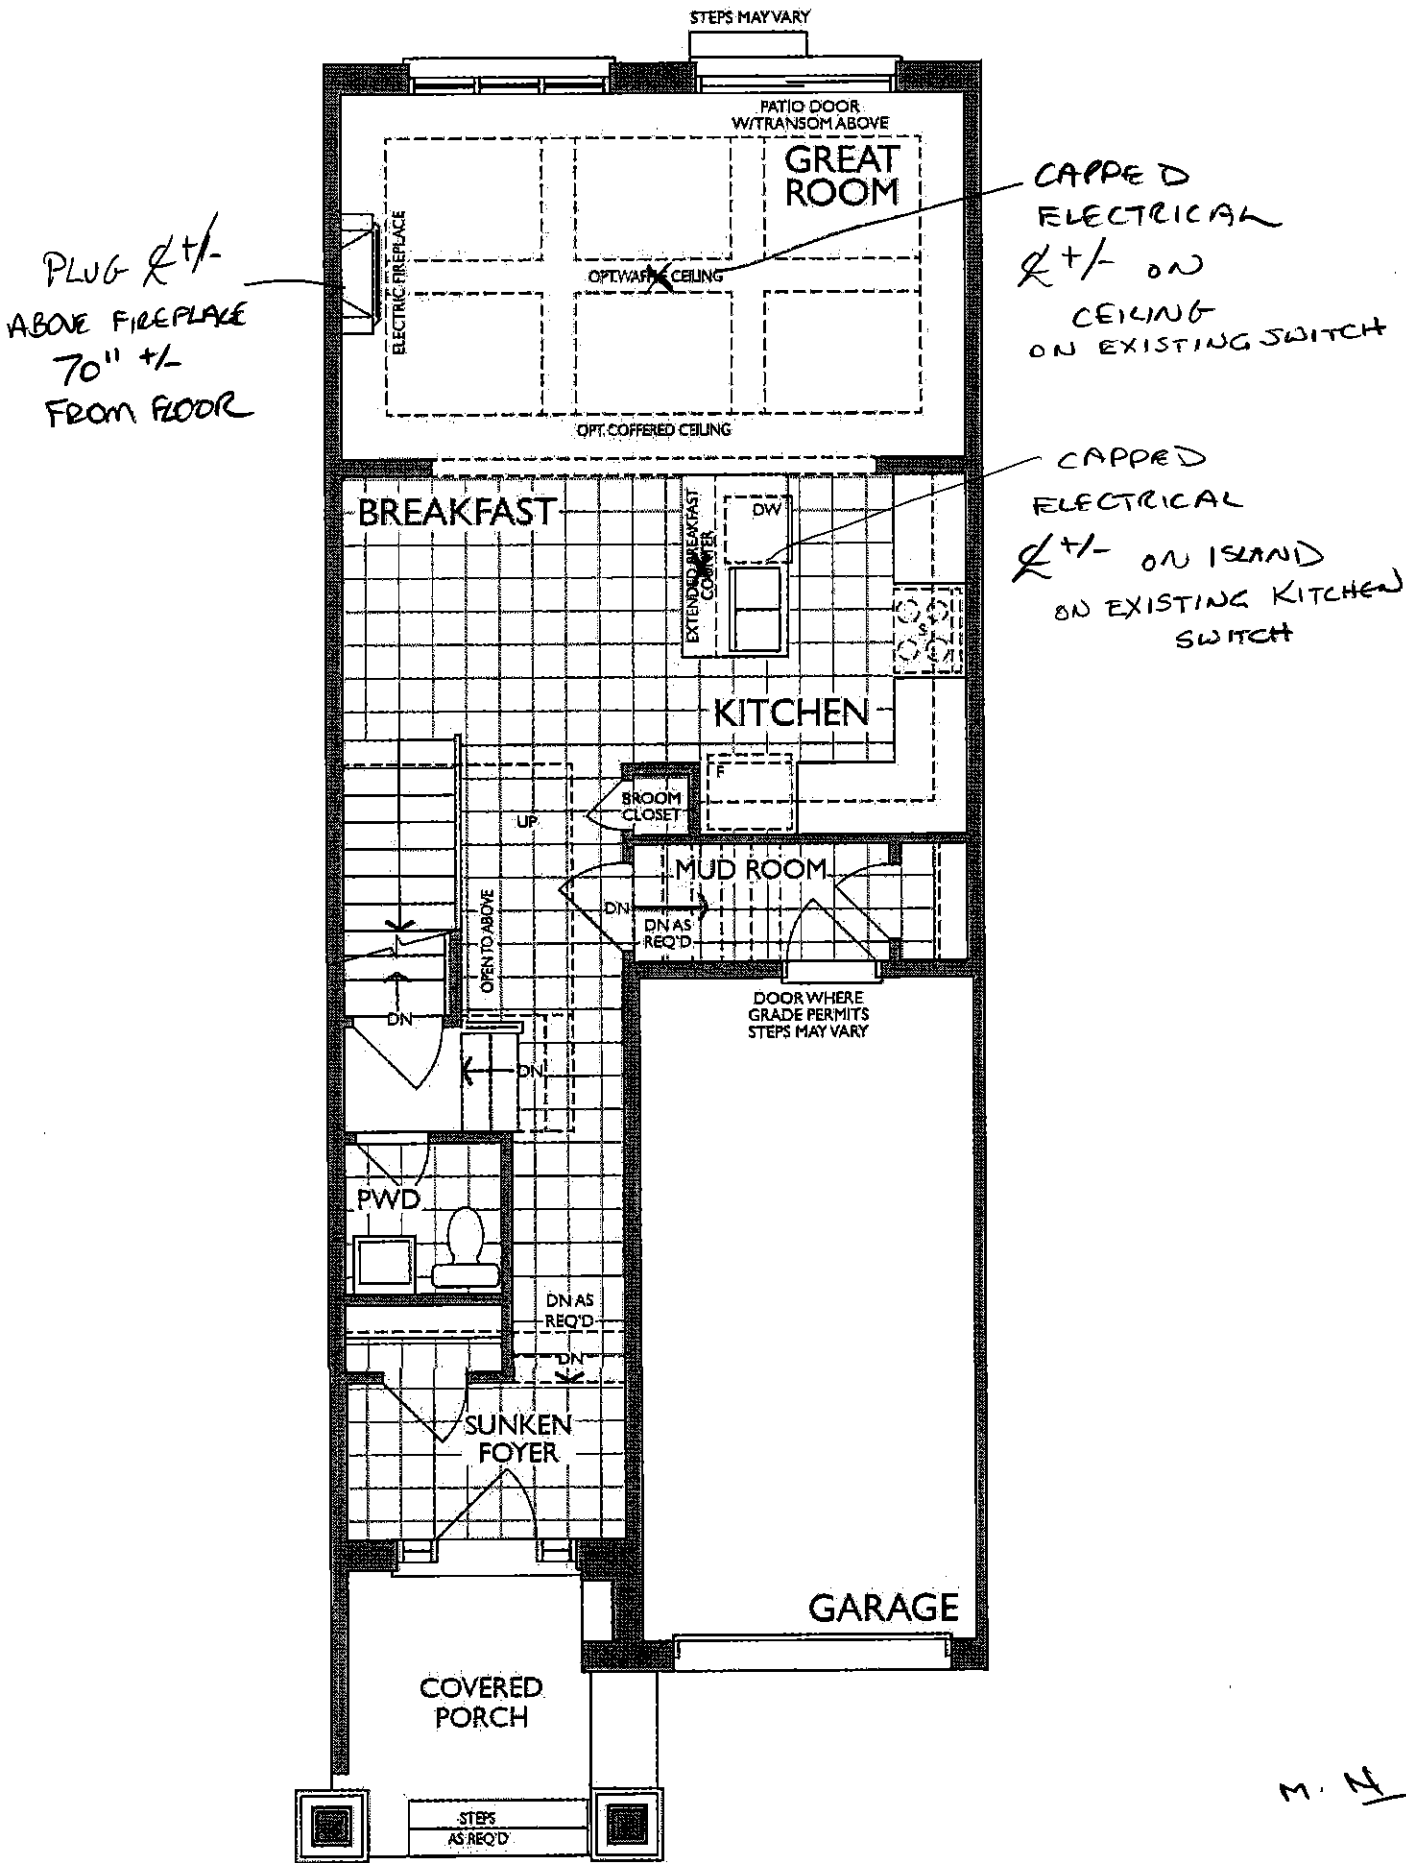 STEPS MAY VARY
PATIO DOOR
W/TRANSOM ABOVE
GREAT
ROOM
ELECTRIC FIREPLACE
OPT. WAFFLE CEILING
OPT. COFFERED CEILING
CAPPED
ELECTRICAL
℄ +/- ON
CEILING
ON EXISTING SWITCH
PLUG ℄ +/-
ABOVE FIREPLACE
70" +/-
FROM FLOOR
CAPPED
ELECTRICAL
℄ +/- ON ISLAND
ON EXISTING KITCHEN
SWITCH
BREAKFAST
EXTENDED BREAKFAST
COUNTER
DW
S
KITCHEN
F
BROOM
CLOSET
UP
MUD ROOM
DN
DN AS
REQ'D
OPEN TO ABOVE
DN
DN
DOOR WHERE
GRADE PERMITS
STEPS MAY VARY
PWD
DN AS
REQ'D
DN
SUNKEN
FOYER
GARAGE
COVERED
PORCH
STEPS
AS REQ'D
M. N